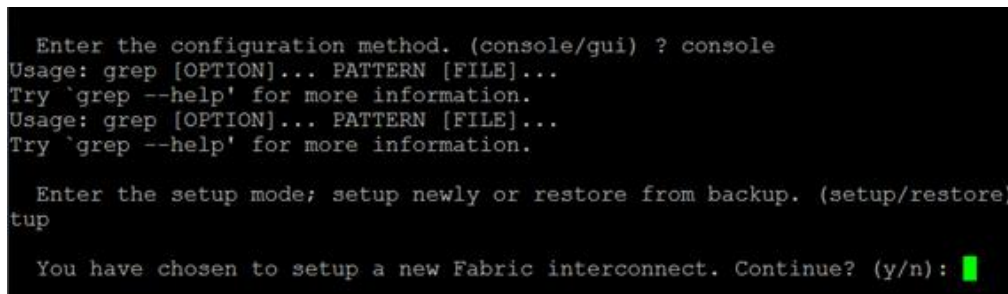 Enter the configuration method. (console/gui) ? console
Usage: grep [OPTION]... PATTERN [FILE]...
Try `grep --help' for more information.
Usage: grep [OPTION]... PATTERN [FILE]...
Try `grep --help' for more information.
Enter the setup mode; setup newly or restore from backup. (setup/restore)
tup
You have chosen to setup a new Fabric interconnect. Continue? (y/n):